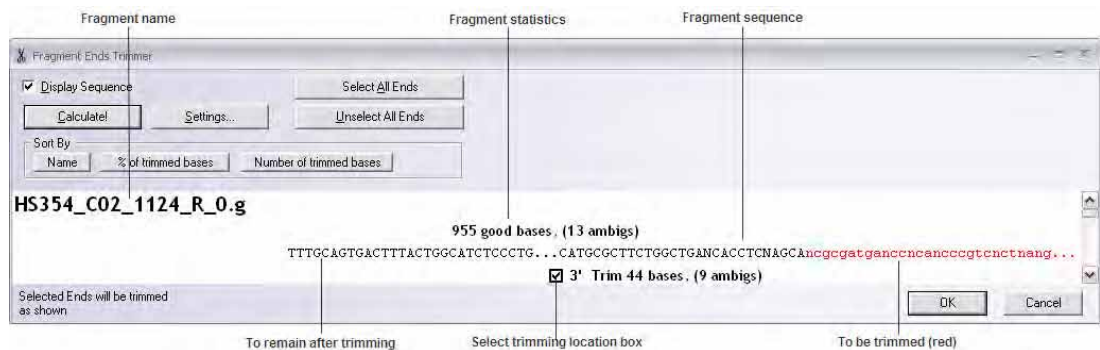 Fragment name
Fragment statistics
Fragment sequence
Fragment Ends Trimmer
Display Sequence
Select All Ends
Calculate!
Settings...
Unselect All Ends
Sort By
Name
% of trimmed bases
Number of trimmed bases
HS354_C02_1124_R_0.g
955 good bases, (13 ambigs)
TTTGCAGTGACTTTACTGGCATCTCCCTG...CATGCGCTTCTGGCTGANCACCTCNAGCAncgcgatganccncancccgtcnctnang...
3' Trim 44 bases, (9 ambigs)
Selected Ends will be trimmed
as shown
OK
Cancel
To remain after trimming
Select trimming location box
To be trimmed (red)